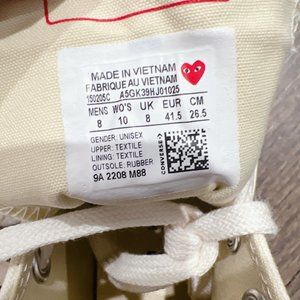 MADE IN VIETNAM
FABRIQUE AU VIETNAM
150205C A5GK39HJ01025
MENS WO'S UK EUR CM
8 10 8 41.5 26.5
GENDER: UNISEX
UPPER: TEXTILE
LINING: TEXTILE
OUTSOLE: RUBBER
9A 2208 M88
CONVERSE